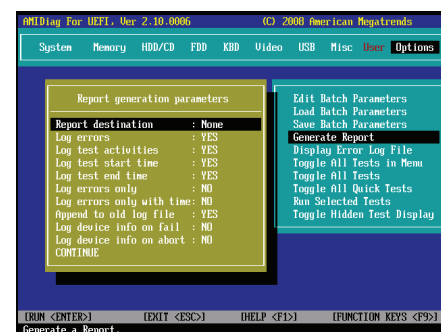 AMIDiag For UEFI, Ver 2.10.0006 (C) 2008 American Megatrends
System Memory HDD/CD FDD KBD Video USB Misc User Options
Report generation parameters
Report destination : None
Log errors : YES
Log test activities : YES
Log test start time : YES
Log test end time : YES
Log errors only : NO
Log errors only with time: NO
Append to old log file : YES
Log device info on fail : NO
Log device info on abort : NO
CONTINUE
Edit Batch Parameters
Load Batch Parameters
Save Batch Parameters
Generate Report
Display Error Log File
Toggle All Tests in Menu
Toggle All Tests
Toggle All Quick Tests
Run Selected Tests
Toggle Hidden Test Display
[RUN <ENTER>] [EXIT <ESC>] [HELP <F1>] [FUNCTION KEYS <F9>]
Generate a Report.